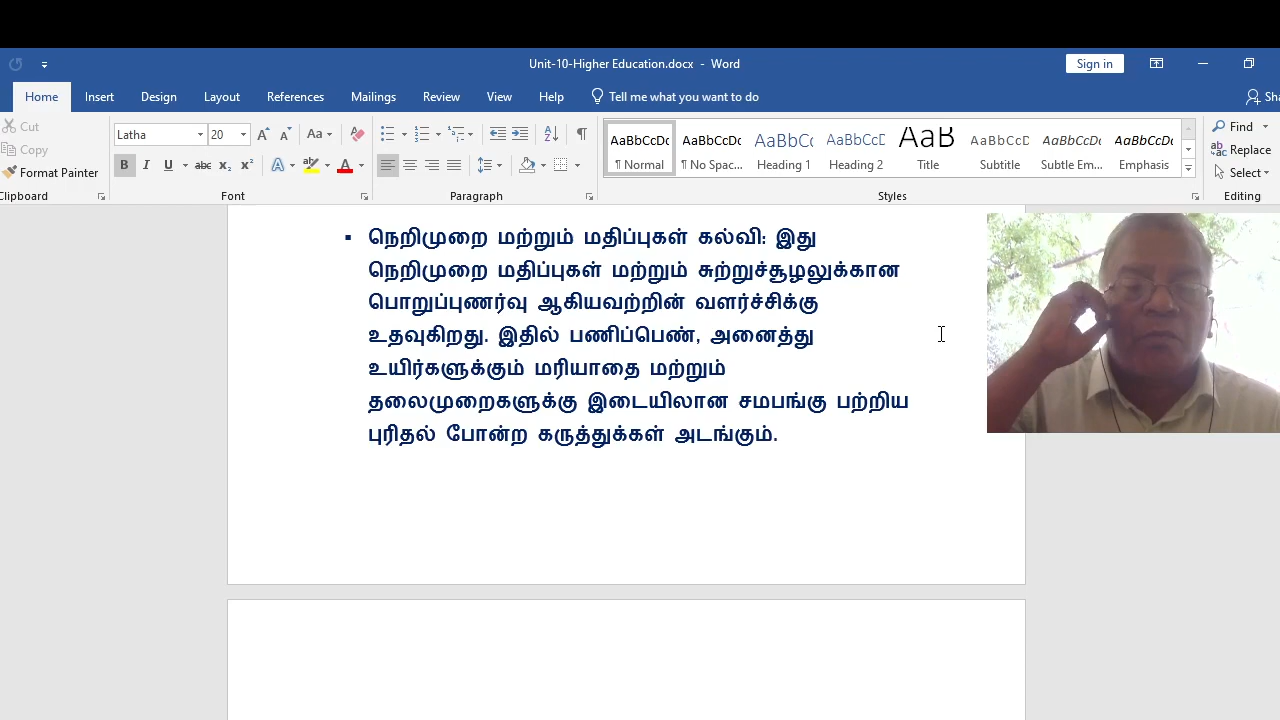 Unit-10-Higher Education.docx - Word
Sign in
Home Insert Design Layout References Mailings Review View Help Tell me what you want to do
Cut
Copy
Format Painter
Clipboard
Latha 20
Font
Paragraph
AaBbCcDc AaBbCcDc AaBbC AaBbCcD AaB AaBbCcD AaBbCcDc AaBbCcDc
¶ Normal ¶ No Spac... Heading 1 Heading 2 Title Subtitle Subtle Em... Emphasis
Styles
Find
Replace
Select
Editing
▪ நெறிமுறை மற்றும் மதிப்புகள் கல்வி: இது
நெறிமுறை மதிப்புகள் மற்றும் சுற்றுச்சூழலுக்கான
பொறுப்புணர்வு ஆகியவற்றின் வளர்ச்சிக்கு
உதவுகிறது. இதில் பணிப்பெண், அனைத்து
உயிர்களுக்கும் மரியாதை மற்றும்
தலைமுறைகளுக்கு இடையிலான சமபங்கு பற்றிய
புரிதல் போன்ற கருத்துக்கள் அடங்கும்.